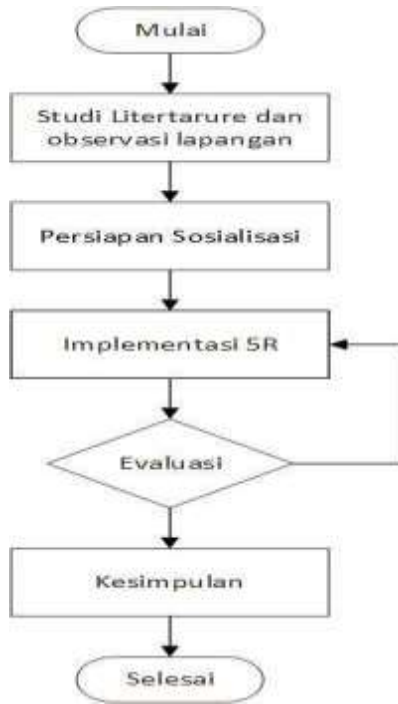 Mulai
Studi Litertarure dan
observasi lapangan
Persiapan Sosialisasi
Implementasi 5R
Evaluasi
Kesimpulan
Selesai